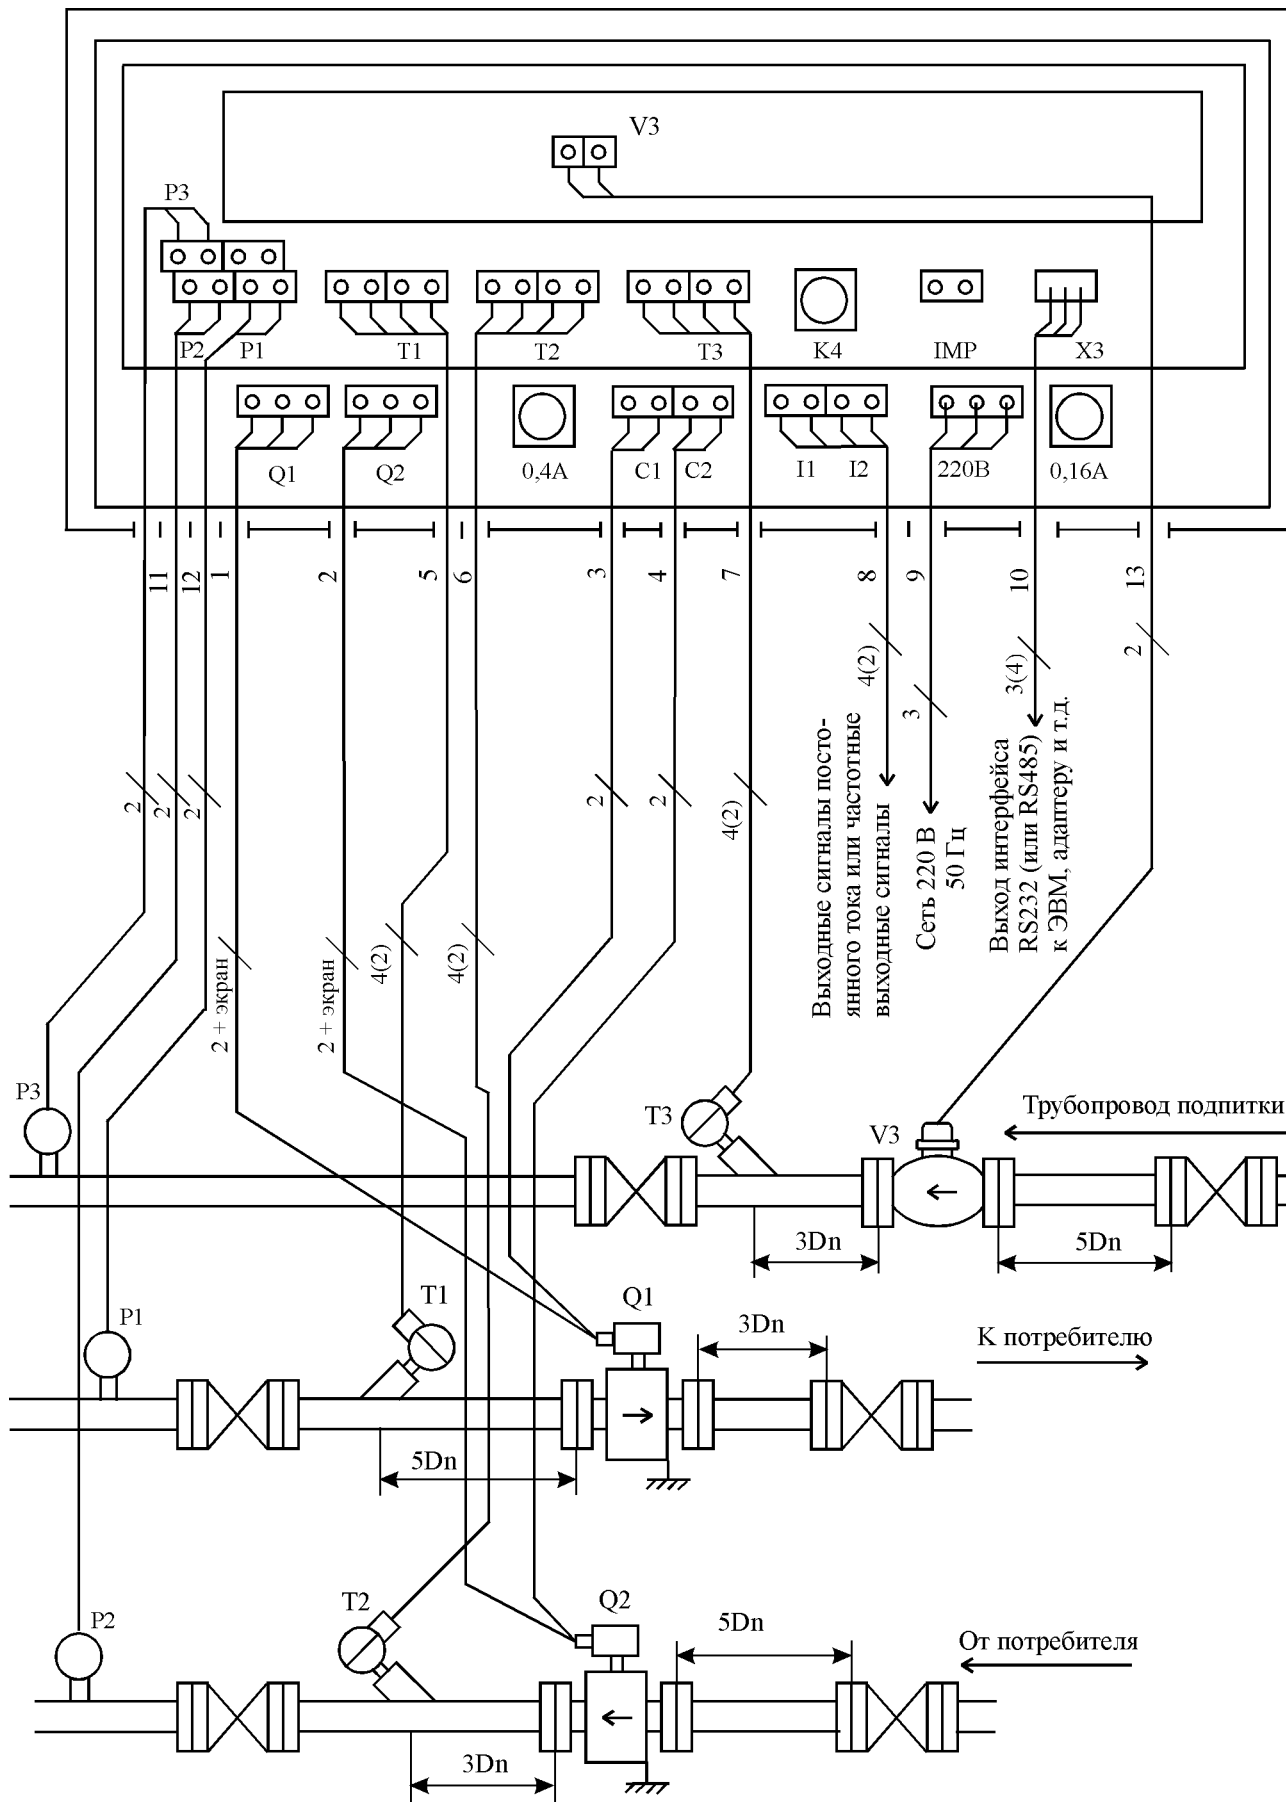 V3
P3
P2
P1
T1
T2
T3
K4
IMP
X3
Q1
Q2
0,4А
C1
C2
I1
I2
220В
0,16А
11
12
1
2
5
6
3
4
7
8
9
10
13
2
2
2
2 + экран
2 + экран
4(2)
4(2)
2
2
4(2)
4(2)
3
3(4)
2
Выходные сигналы посто-
янного тока или частотные
выходные сигналы
Сеть 220 В
50 Гц
Выход интерфейса
RS232 (или RS485)
к ЭВМ, адаптеру и т.д.
P3
T3
V3
Трубопровод подпитки
3Dn
5Dn
P1
T1
Q1
3Dn
К потребителю
5Dn
P2
T2
Q2
5Dn
От потребителя
3Dn